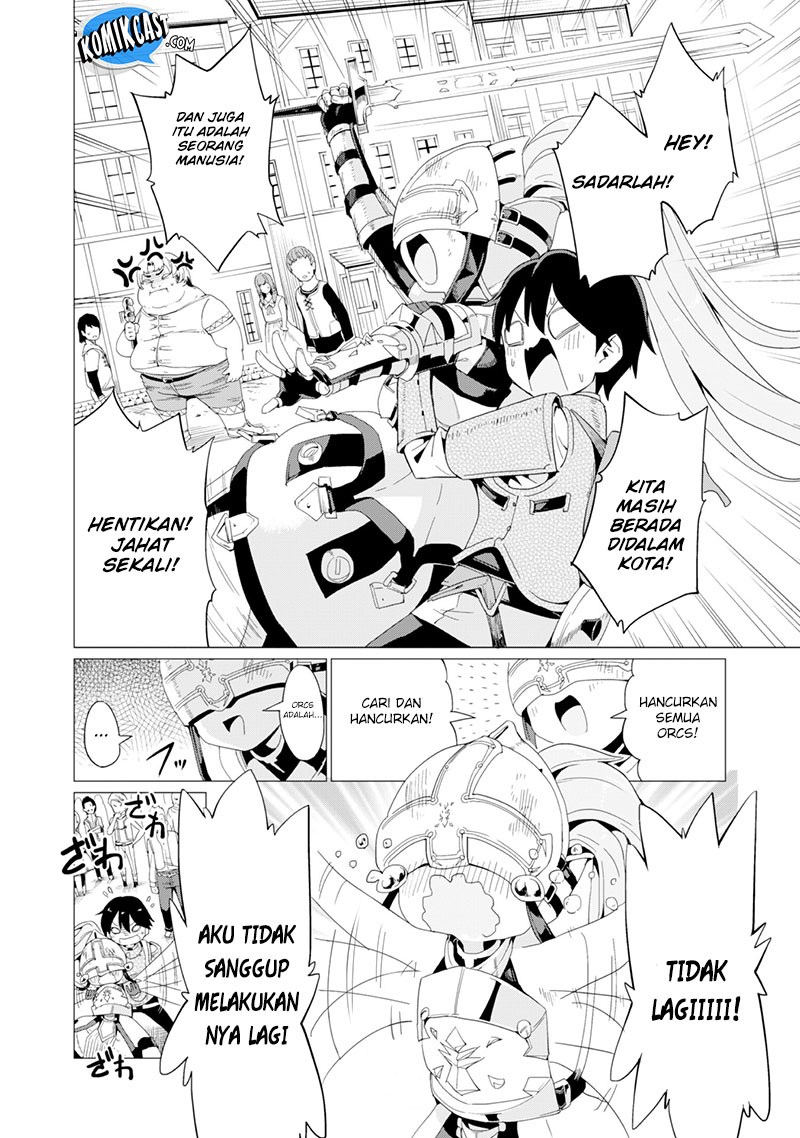 KOMIKCAST
.COM
HEY!
SADARLAH!
DAN JUGA
ITU ADALAH
SEORANG
MANUSIA!
KITA
MASIH
BERADA
DIDALAM
KOTA!
HENTIKAN!
JAHAT
SEKALI!
HANCURKAN
SEMUA
ORCS!
CARI DAN
HANCURKAN!
ORCS
ADALAH...
...
ざわ
ざわ
ざわ
TIDAK
LAGIIIII!
AKU TIDAK
SANGGUP
MELAKUKAN
NYA LAGI